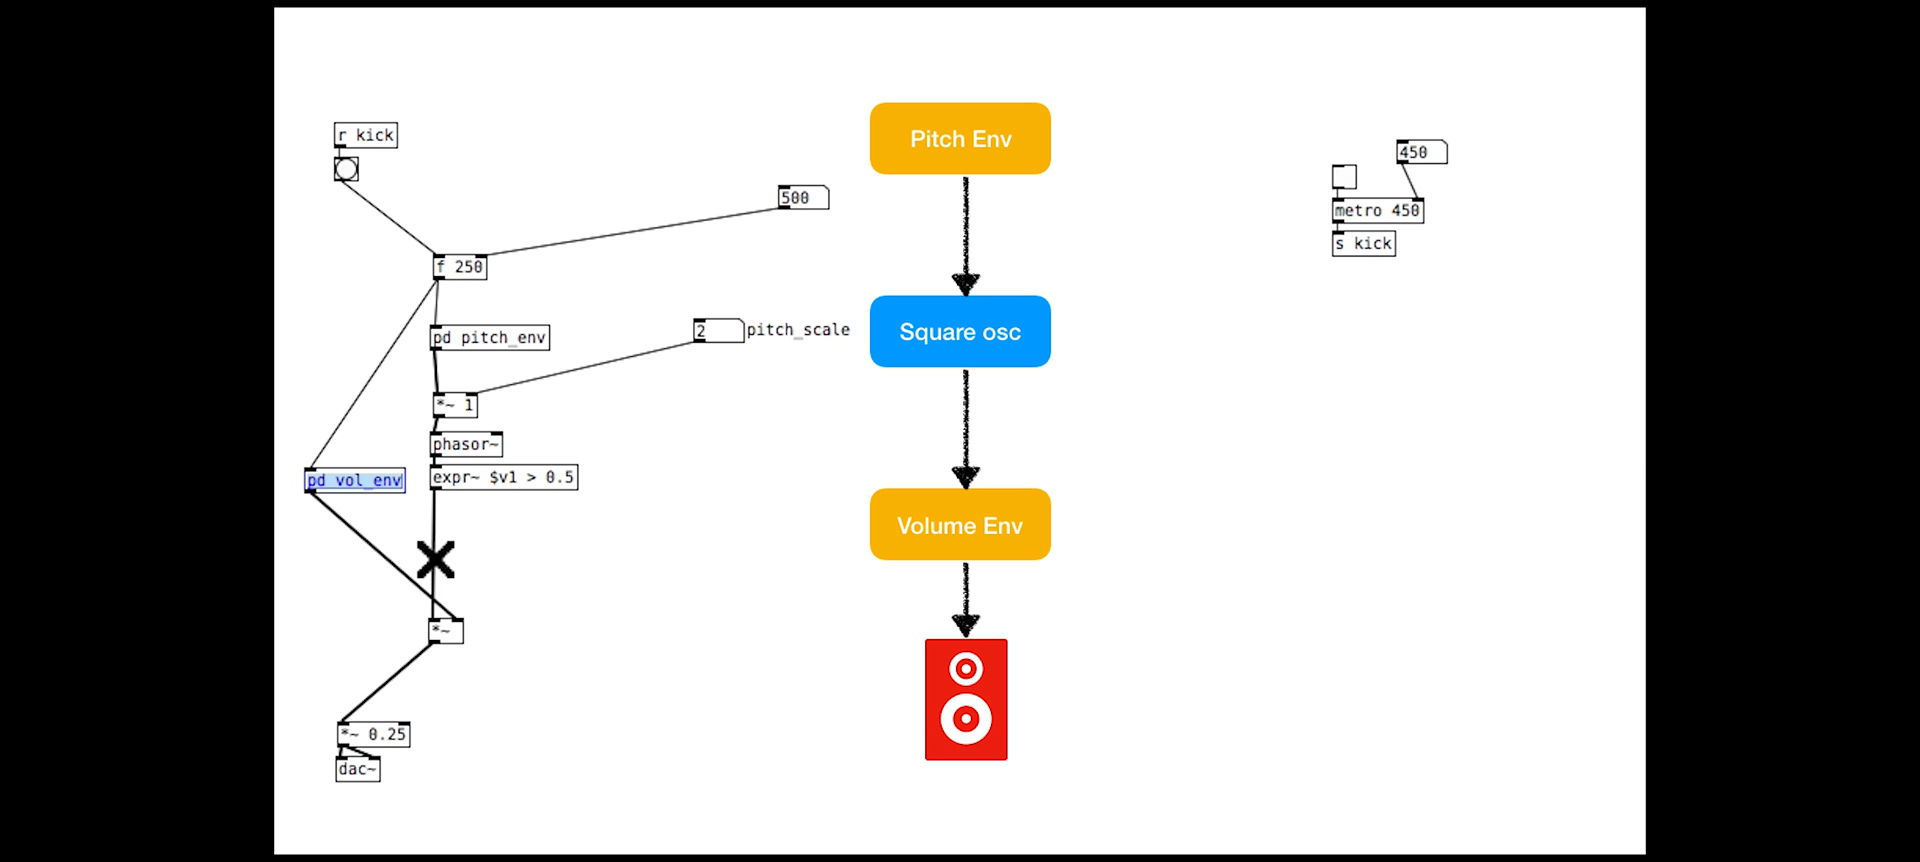 r kick
500
f 250
pd pitch_env
2 pitch_scale
*~ 1
phasor~
pd vol_env
expr~ $v1 > 0.5
*~
*~ 0.25
dac~
Pitch Env
Square osc
Volume Env
450
metro 450
s kick